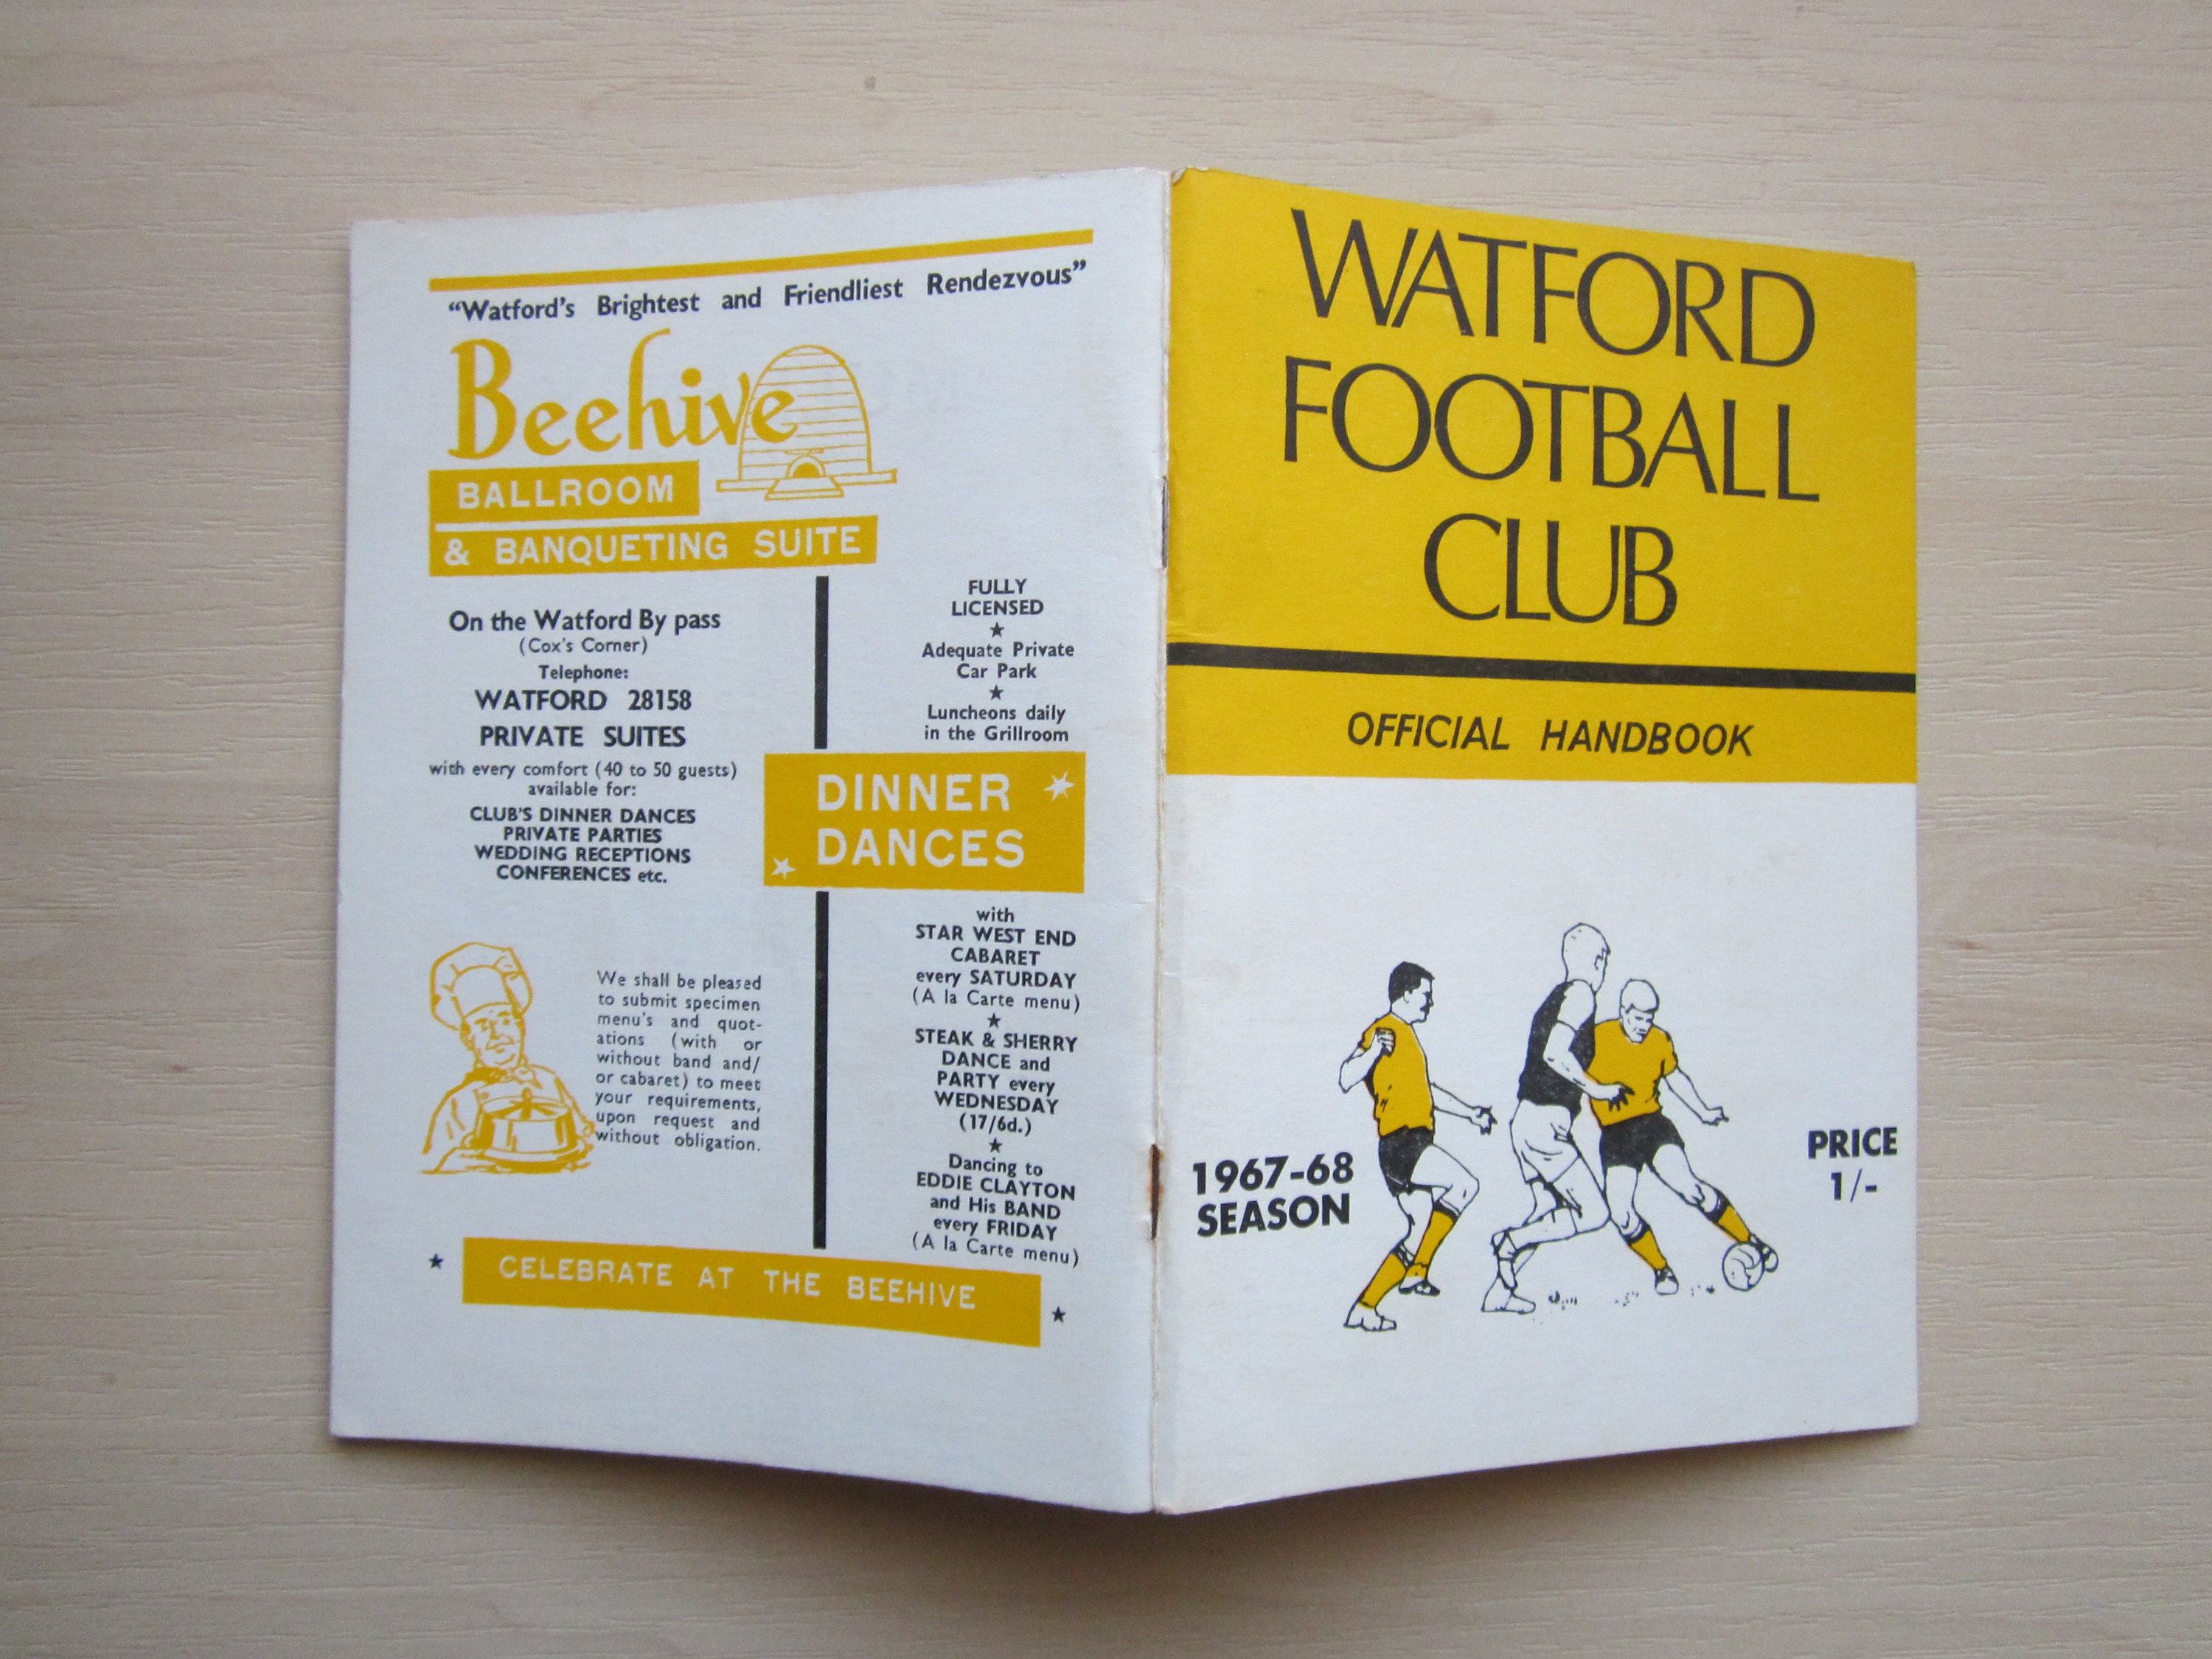 “Watford's Brightest and Friendliest Rendezvous”
Beehive
BALLROOM
& BANQUETING SUITE
On the Watford By pass
(Cox's Corner)
Telephone:
WATFORD 28158
PRIVATE SUITES
with every comfort (40 to 50 guests)
available for:
CLUB'S DINNER DANCES
PRIVATE PARTIES
WEDDING RECEPTIONS
CONFERENCES etc.
We shall be pleased
to submit specimen
menu's and quot-
ations (with or
without band and/
or cabaret) to meet
your requirements,
upon request and
without obligation.
FULLY
LICENSED
★
Adequate Private
Car Park
★
Luncheons daily
in the Grillroom
DINNER
DANCES
with
STAR WEST END
CABARET
every SATURDAY
(A la Carte menu)
★
STEAK & SHERRY
DANCE and
PARTY every
WEDNESDAY
(17/6d.)
★
Dancing to
EDDIE CLAYTON
and His BAND
every FRIDAY
(A la Carte menu)
★ CELEBRATE AT THE BEEHIVE ★
WATFORD
FOOTBALL
CLUB
OFFICIAL HANDBOOK
1967-68
SEASON
PRICE
1/-